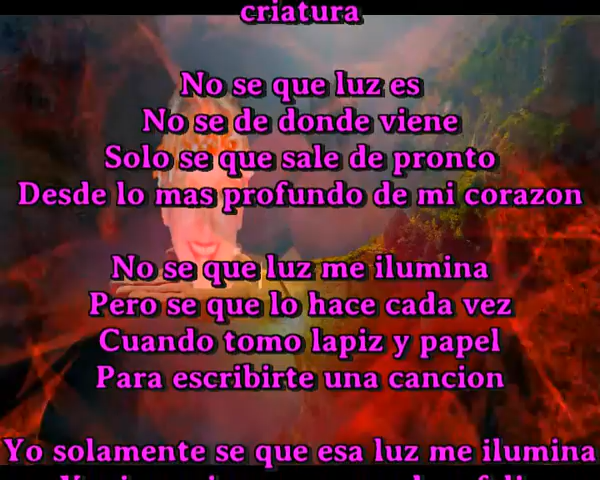 criatura
No se que luz es
No se de donde viene
Solo se que sale de pronto
Desde lo mas profundo de mi corazon
No se que luz me ilumina
Pero se que lo hace cada vez
Cuando tomo lapiz y papel
Para escribirte una cancion
Yo solamente se que esa luz me ilumina